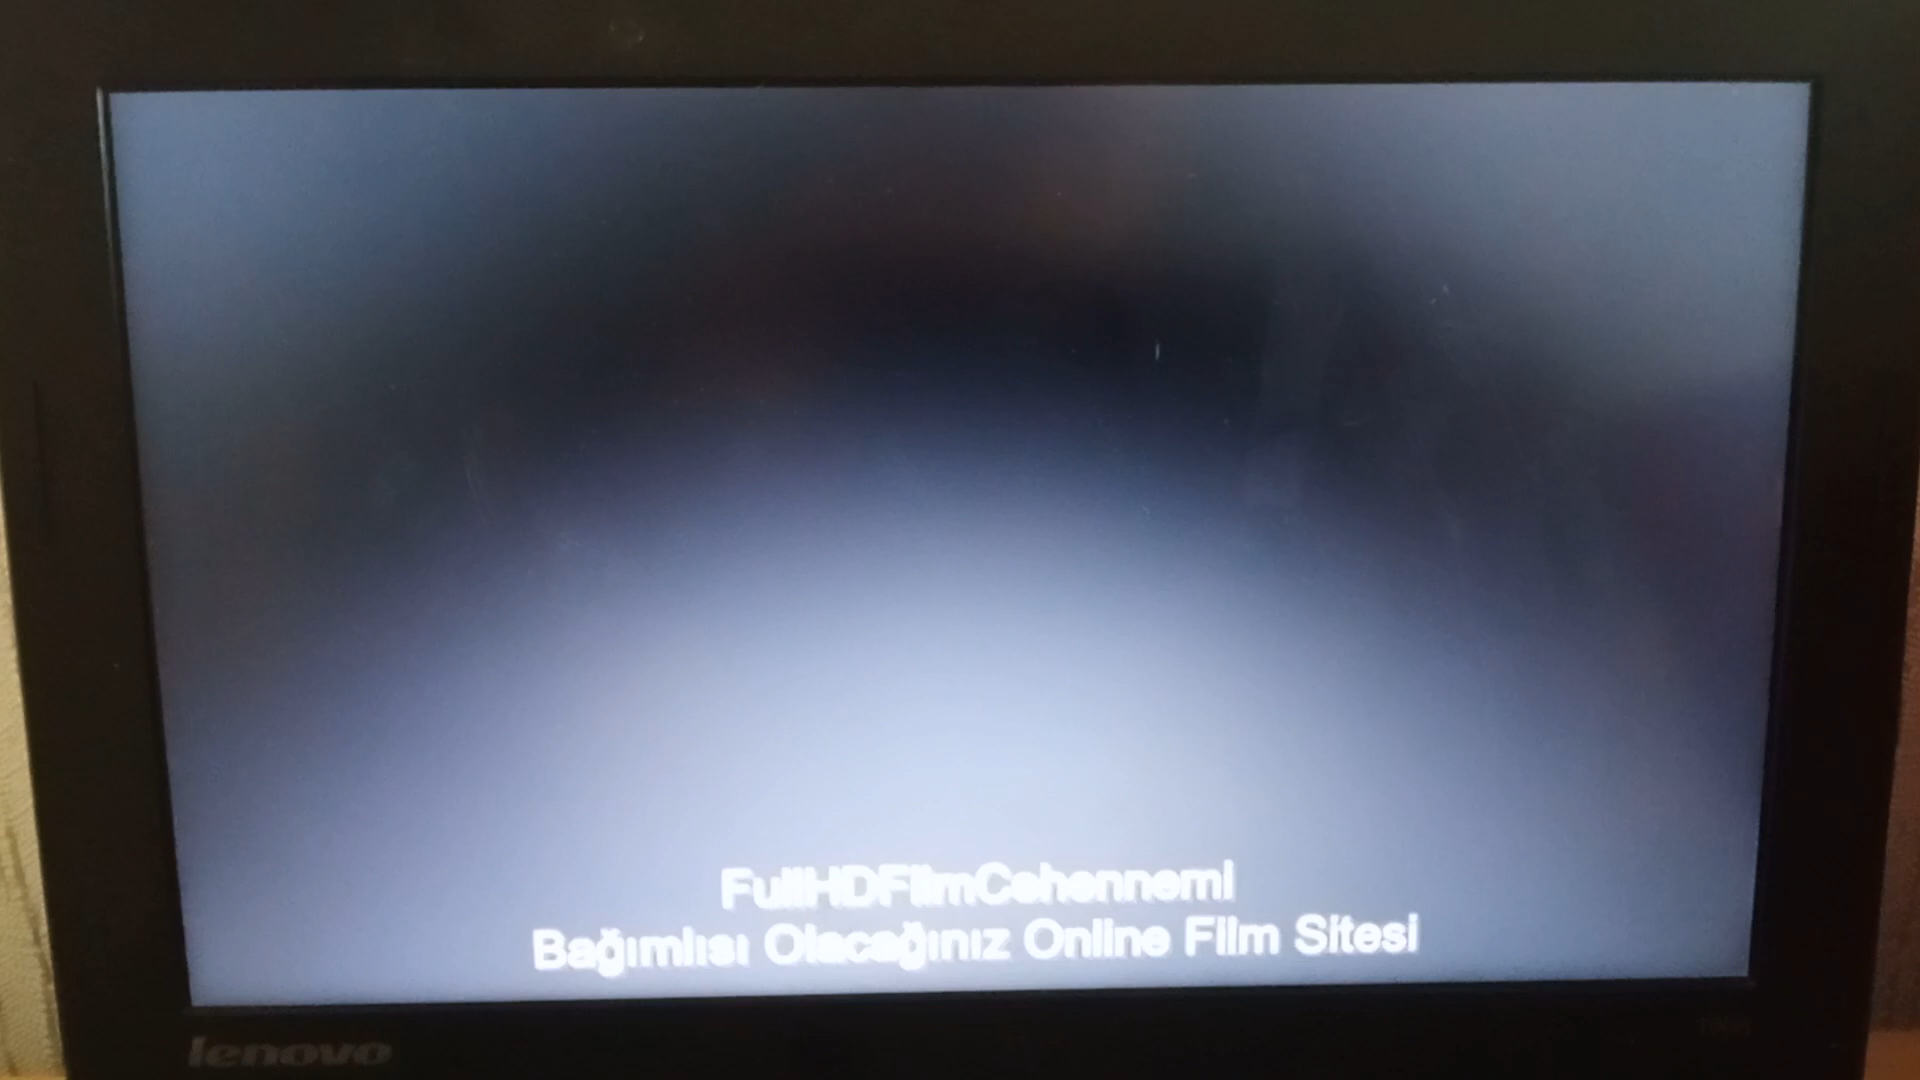 FullHDFilmCehennemi
Bağımlısı Olacağınız Online Film Sitesi
lenovo